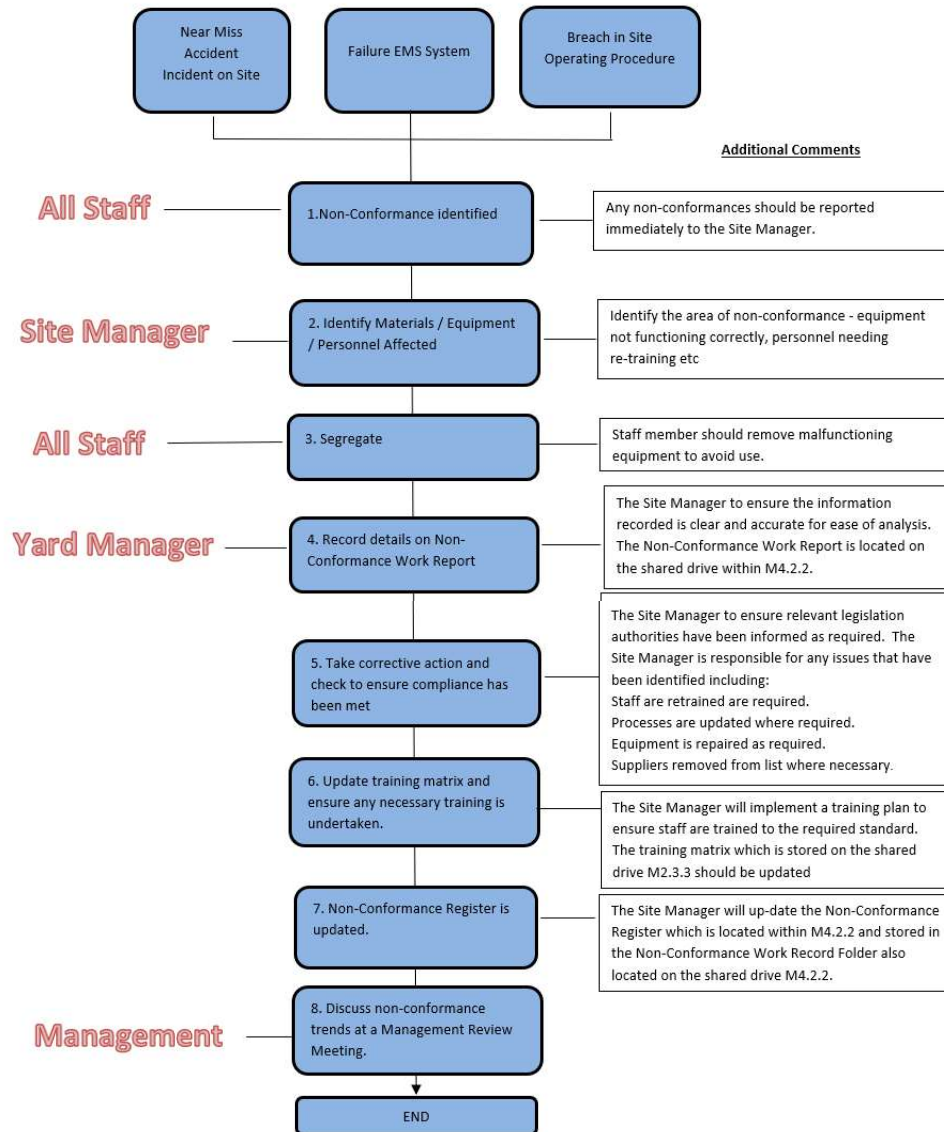 Near Miss
Accident
Incident on Site
Failure EMS System
Breach in Site
Operating Procedure
Additional Comments
All Staff
1.Non-Conformance identified
Any non-conformances should be reported
immediately to the Site Manager.
Site Manager
2. Identify Materials / Equipment
/ Personnel Affected
Identify the area of non-conformance - equipment
not functioning correctly, personnel needing
re-training etc
All Staff
3. Segregate
Staff member should remove malfunctioning
equipment to avoid use.
Yard Manager
4. Record details on Non-
Conformance Work Report
The Site Manager to ensure the information
recorded is clear and accurate for ease of analysis.
The Non-Conformance Work Report is located on
the shared drive within M4.2.2.
5. Take corrective action and
check to ensure compliance has
been met
The Site Manager to ensure relevant legislation
authorities have been informed as required. The
Site Manager is responsible for any issues that have
been identified including:
Staff are retrained are required.
Processes are updated where required.
Equipment is repaired as required.
Suppliers removed from list where necessary.
6. Update training matrix and
ensure any necessary training is
undertaken.
The Site Manager will implement a training plan to
ensure staff are trained to the required standard.
The training matrix which is stored on the shared
drive M2.3.3 should be updated
7. Non-Conformance Register is
updated.
The Site Manager will up-date the Non-Conformance
Register which is located within M4.2.2 and stored in
the Non-Conformance Work Record Folder also
located on the shared drive M4.2.2.
Management
8. Discuss non-conformance
trends at a Management Review
Meeting.
END